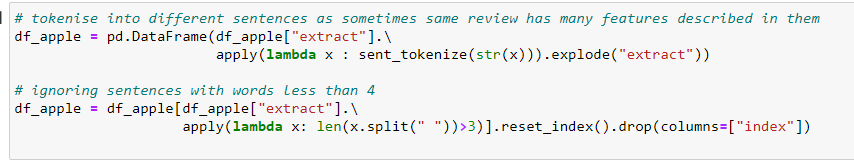 # tokenise into different sentences as sometimes same review has many features described in them
df_apple = pd.DataFrame(df_apple["extract"].\
                        apply(lambda x : sent_tokenize(str(x))).explode("extract"))
# ignoring sentences with words less than 4
df_apple = df_apple[df_apple["extract"].\
                    apply(lambda x: len(x.split(" "))>3)].reset_index().drop(columns=["index"])